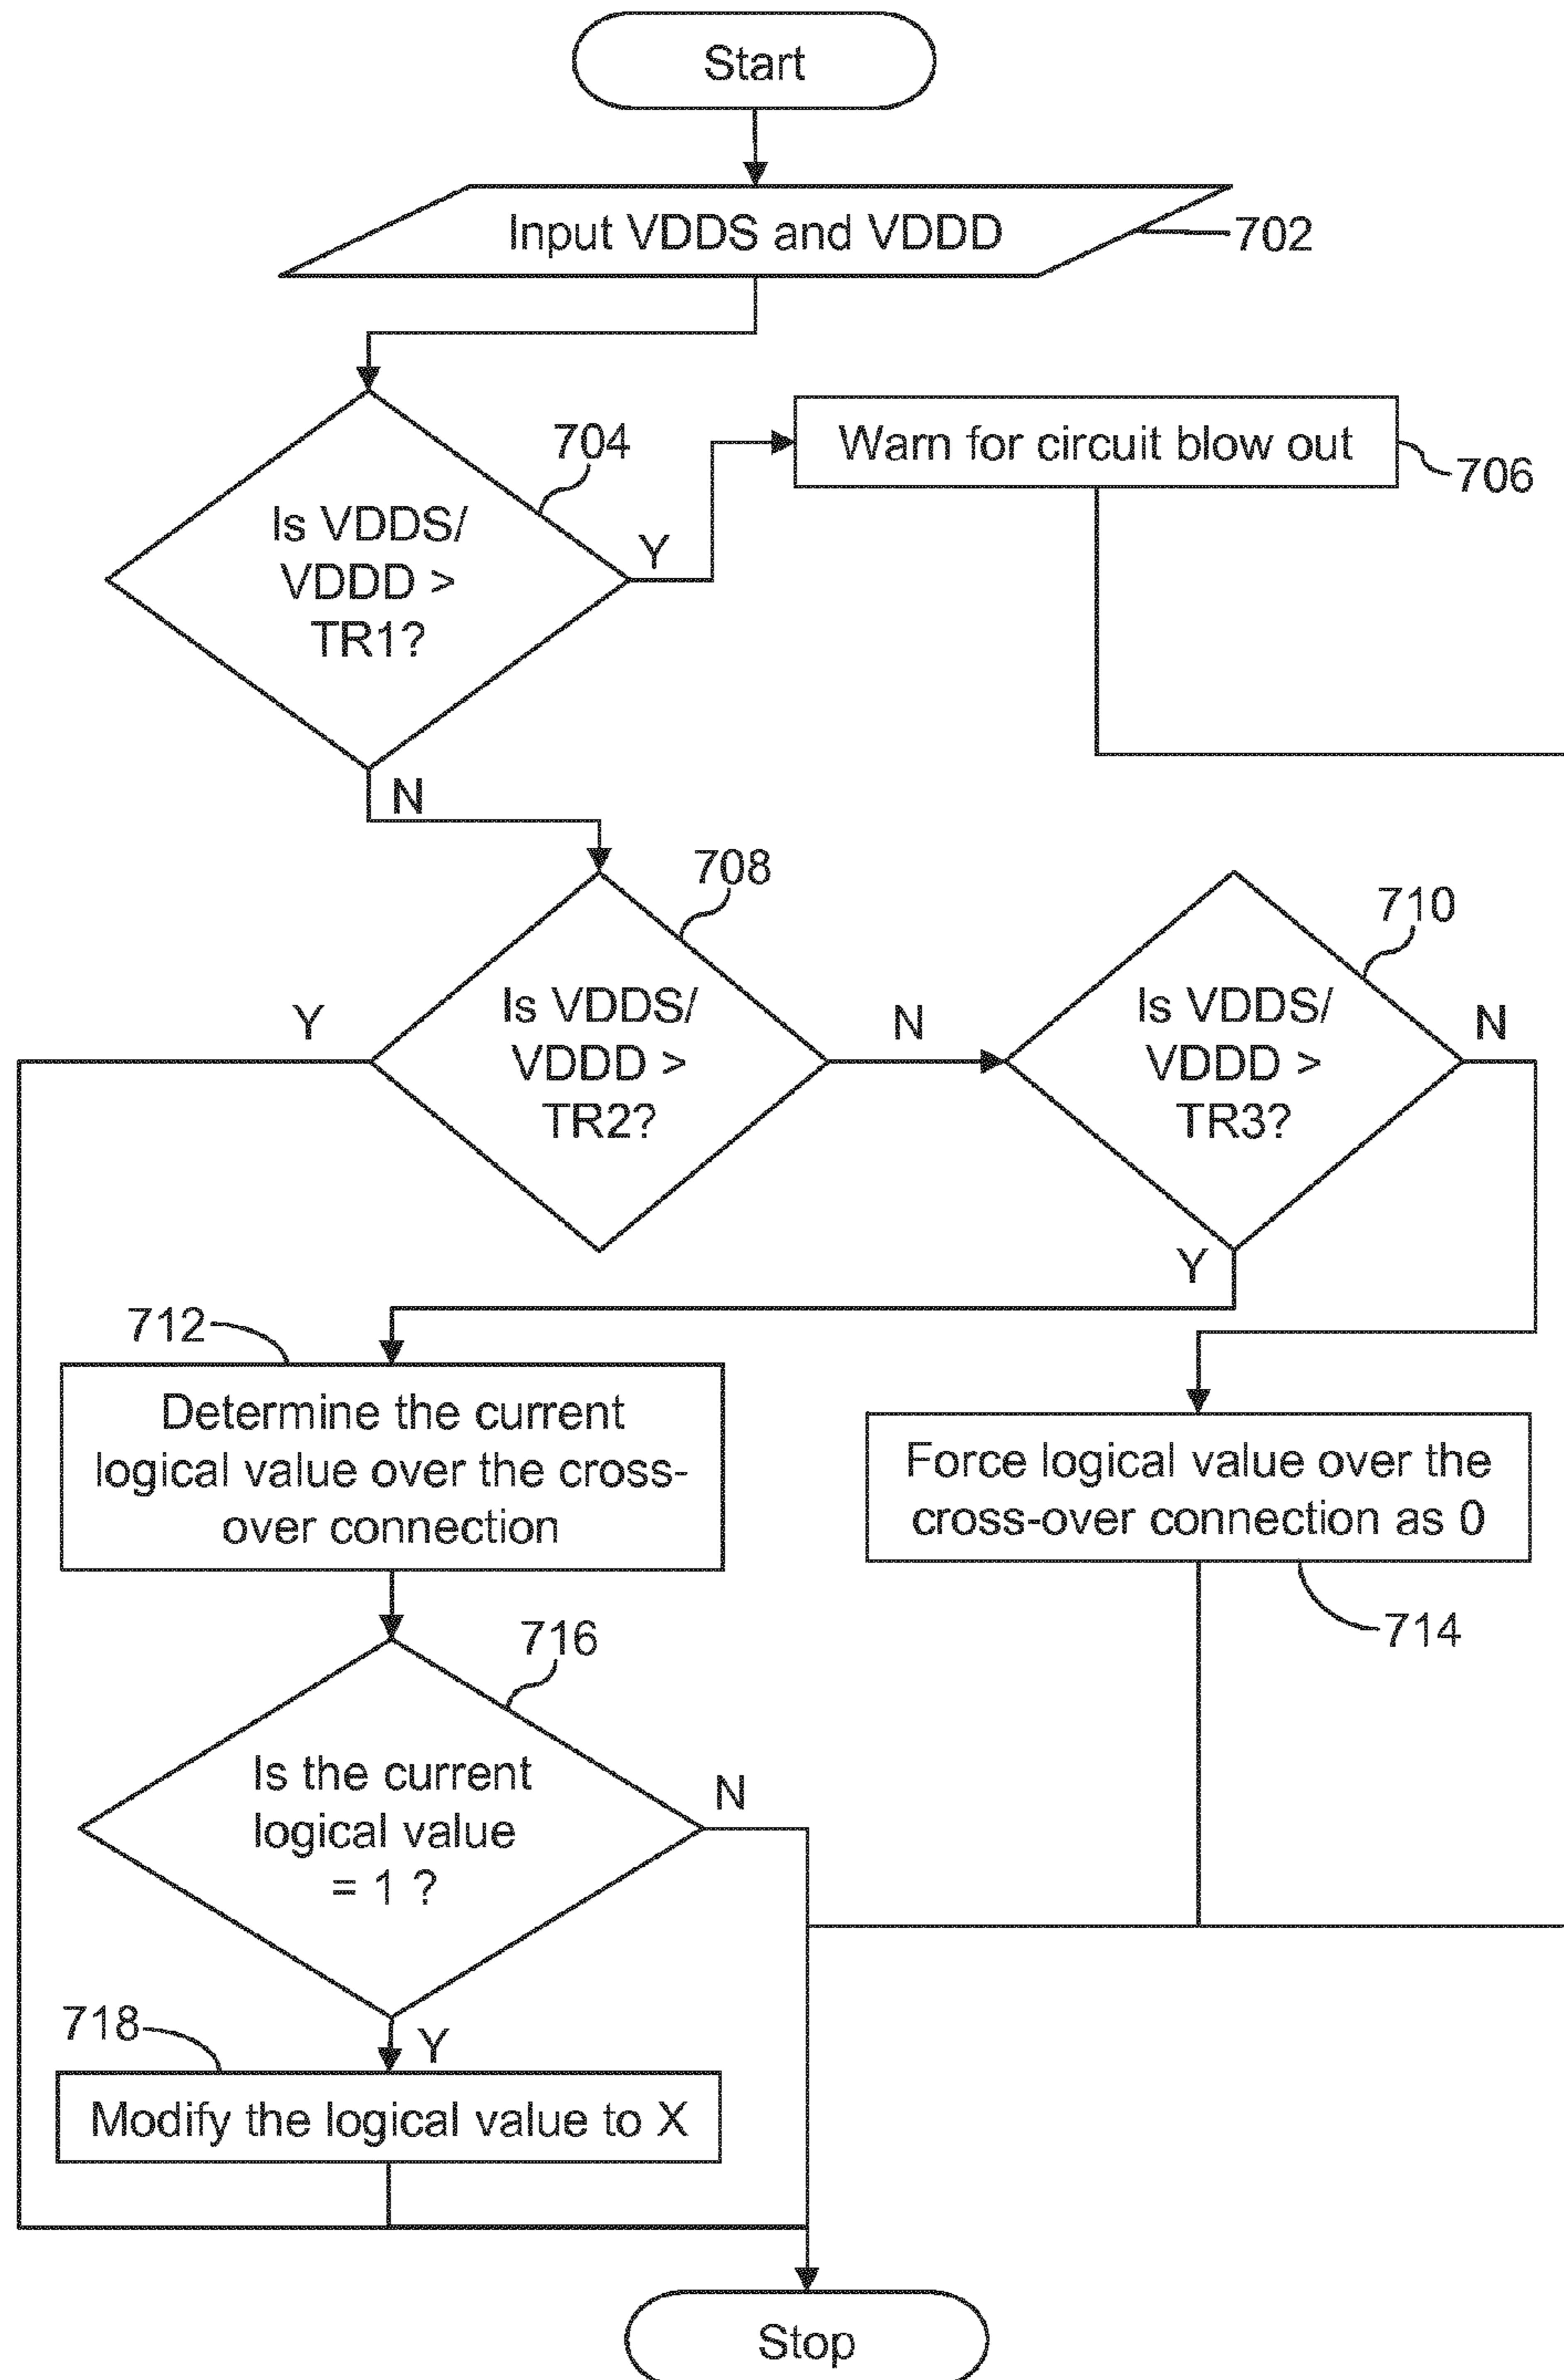 Start
Input VDDS and VDDD
702
704
Is VDDS/
VDDD >
TR1?
Y
N
Warn for circuit blow out
706
708
Is VDDS/
VDDD >
TR2?
Y
N
710
Is VDDS/
VDDD >
TR3?
N
Y
712
Determine the current
logical value over the cross-
over connection
Force logical value over the
cross-over connection as 0
714
716
Is the current
logical value
= 1 ?
N
Y
718
Modify the logical value to X
Stop